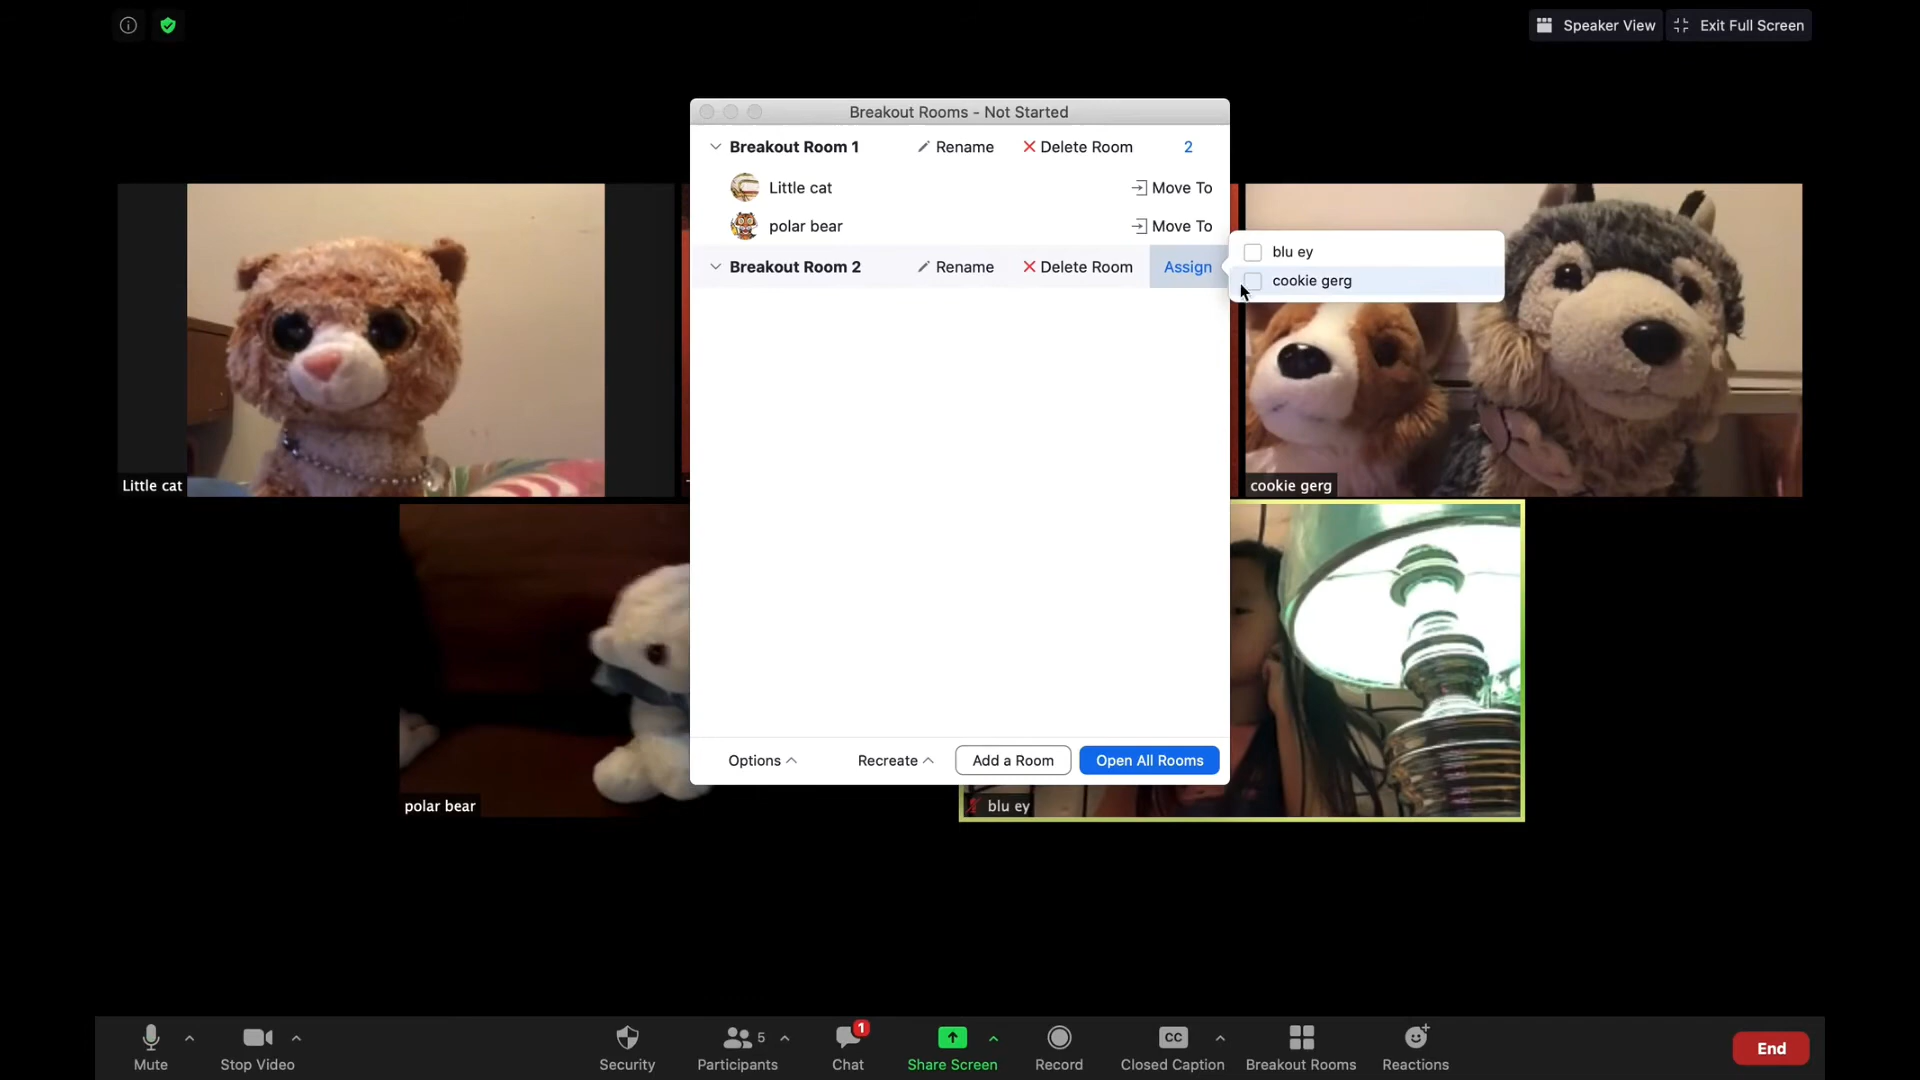 Speaker View
Exit Full Screen
Breakout Rooms - Not Started
Breakout Room 1 Rename Delete Room 2
Little cat Move To
polar bear Move To
Breakout Room 2 Rename Delete Room Assign
blu ey
cookie gerg
Little cat
cookie gerg
Options Recreate Add a Room Open All Rooms
polar bear
blu ey
Mute
Stop Video
Security
5
Participants
1
Chat
Share Screen
Record
CC
Closed Caption
Breakout Rooms
Reactions
End